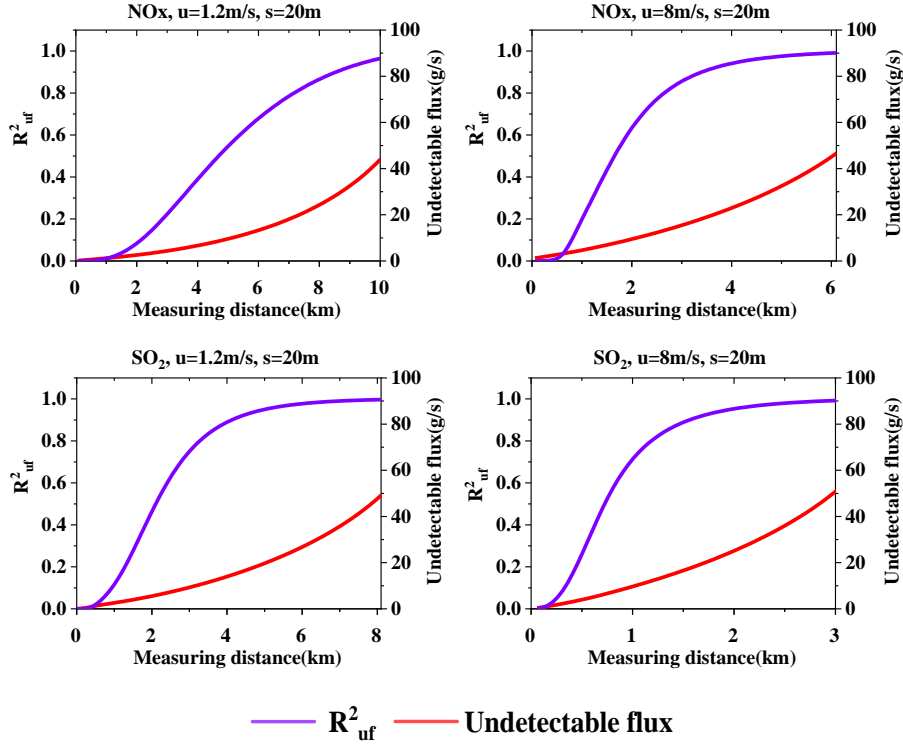 NOx, u=1.2m/s, s=20m
1.0
0.8
0.6
0.4
0.2
0.0
R²uf
100
80
60
40
20
0
Undetectable flux(g/s)
0 2 4 6 8 10
Measuring distance(km)
NOx, u=8m/s, s=20m
1.0
0.8
0.6
0.4
0.2
0.0
R²uf
100
80
60
40
20
0
Undetectable flux(g/s)
0 2 4 6
Measuring distance(km)
SO₂, u=1.2m/s, s=20m
1.0
0.8
0.6
0.4
0.2
0.0
R²uf
100
80
60
40
20
0
Undetectable flux(g/s)
0 2 4 6 8
Measuring distance(km)
SO₂, u=8m/s, s=20m
1.0
0.8
0.6
0.4
0.2
0.0
R²uf
100
80
60
40
20
0
Undetectable flux(g/s)
0 1 2 3
Measuring distance(km)
R²uf Undetectable flux